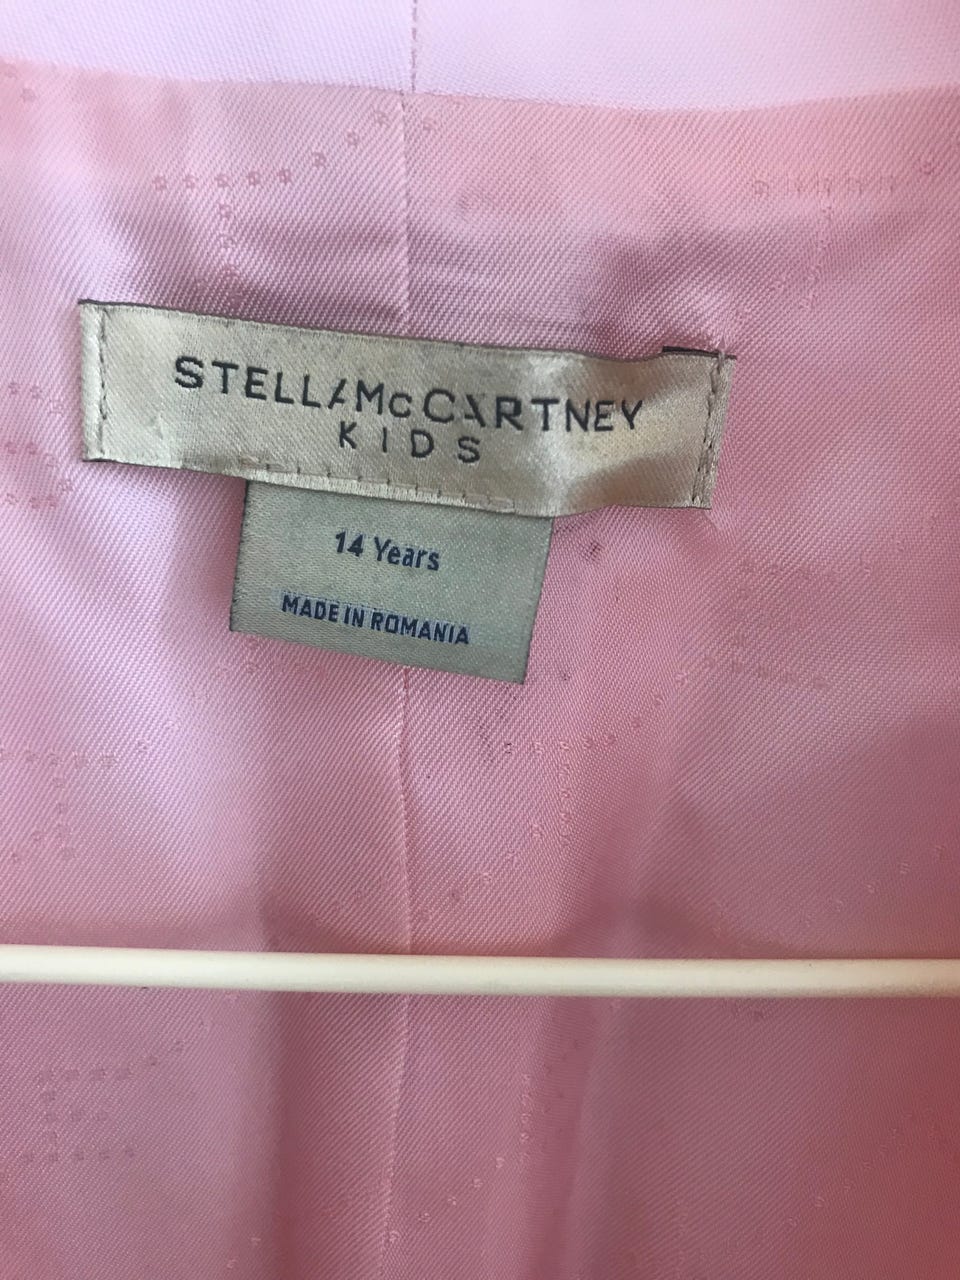 STELLA McCARTNEY
KIDS
14 Years
MADE IN ROMANIA